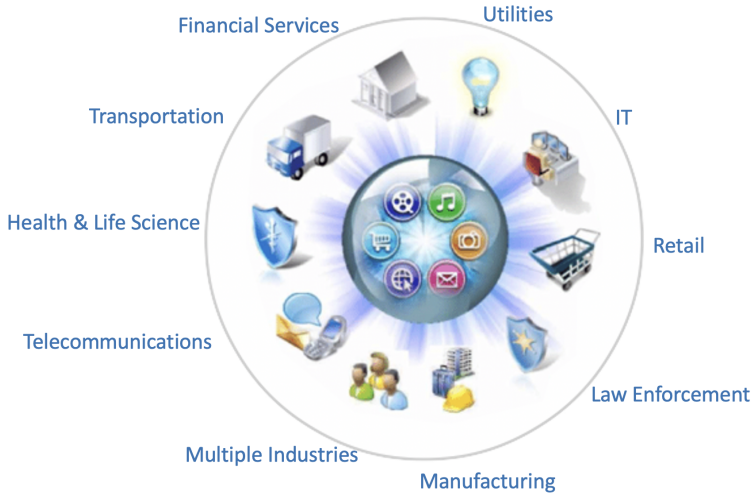 Utilities
Financial Services
Transportation
IT
Health & Life Science
Retail
Telecommunications
Law Enforcement
Multiple Industries
Manufacturing